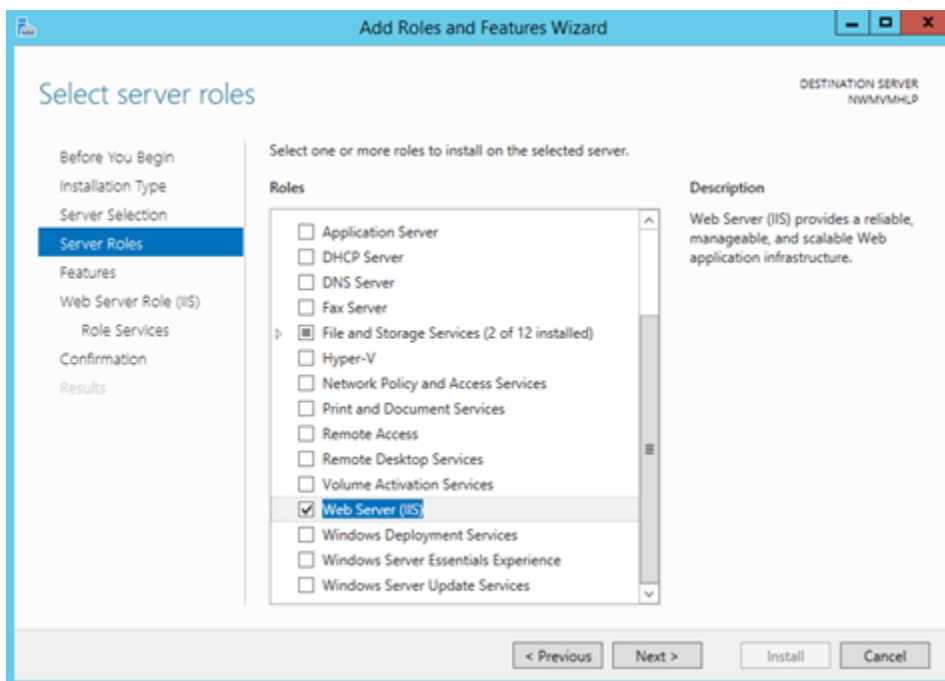 Add Roles and Features Wizard
Select server roles
DESTINATION SERVER
NWMVMHLP
Before You Begin
Installation Type
Server Selection
Server Roles
Features
Web Server Role (IIS)
Role Services
Confirmation
Results
Select one or more roles to install on the selected server.
Roles
Application Server
DHCP Server
DNS Server
Fax Server
File and Storage Services (2 of 12 installed)
Hyper-V
Network Policy and Access Services
Print and Document Services
Remote Access
Remote Desktop Services
Volume Activation Services
Web Server (IIS)
Windows Deployment Services
Windows Server Essentials Experience
Windows Server Update Services
Description
Web Server (IIS) provides a reliable,
manageable, and scalable Web
application infrastructure.
< Previous
Next >
Install
Cancel